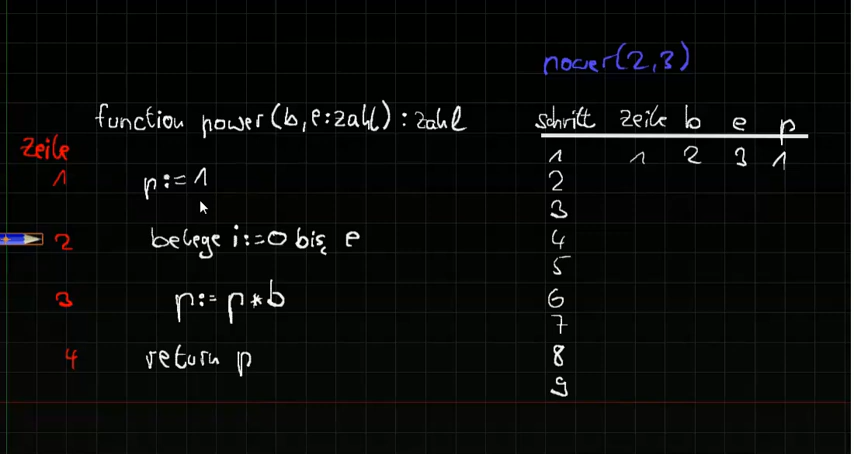 power(2,3)
function power(b,e:zahl):zahl
Schritt Zeile b e p
Zeile
1 1 2 3 1
1 p:=1
2
3
2 belege i:=0 bis e
4
5
3 p:=p*b
6
7
4 return p
8
9